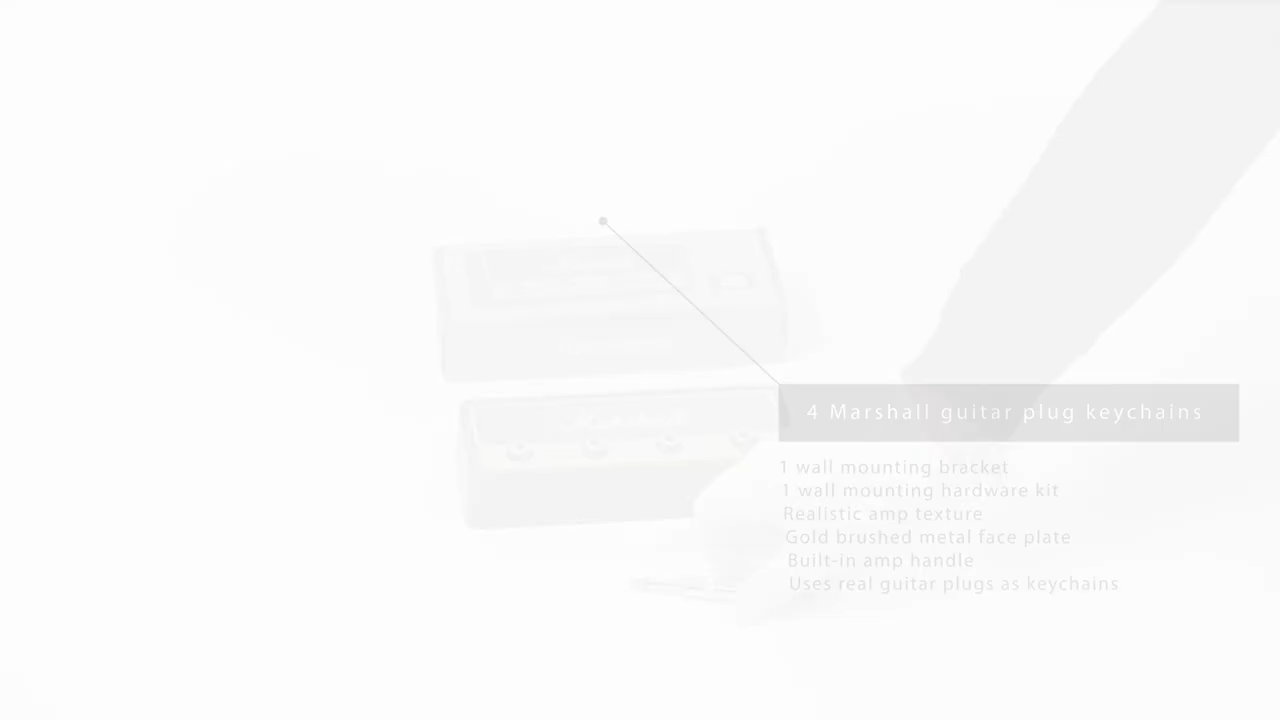 Marshall
4 Marshall guitar plug keychains
1 wall mounting bracket
1 wall mounting hardware kit
Realistic amp texture
Gold brushed metal face plate
Built-in amp handle
Uses real guitar plugs as keychains